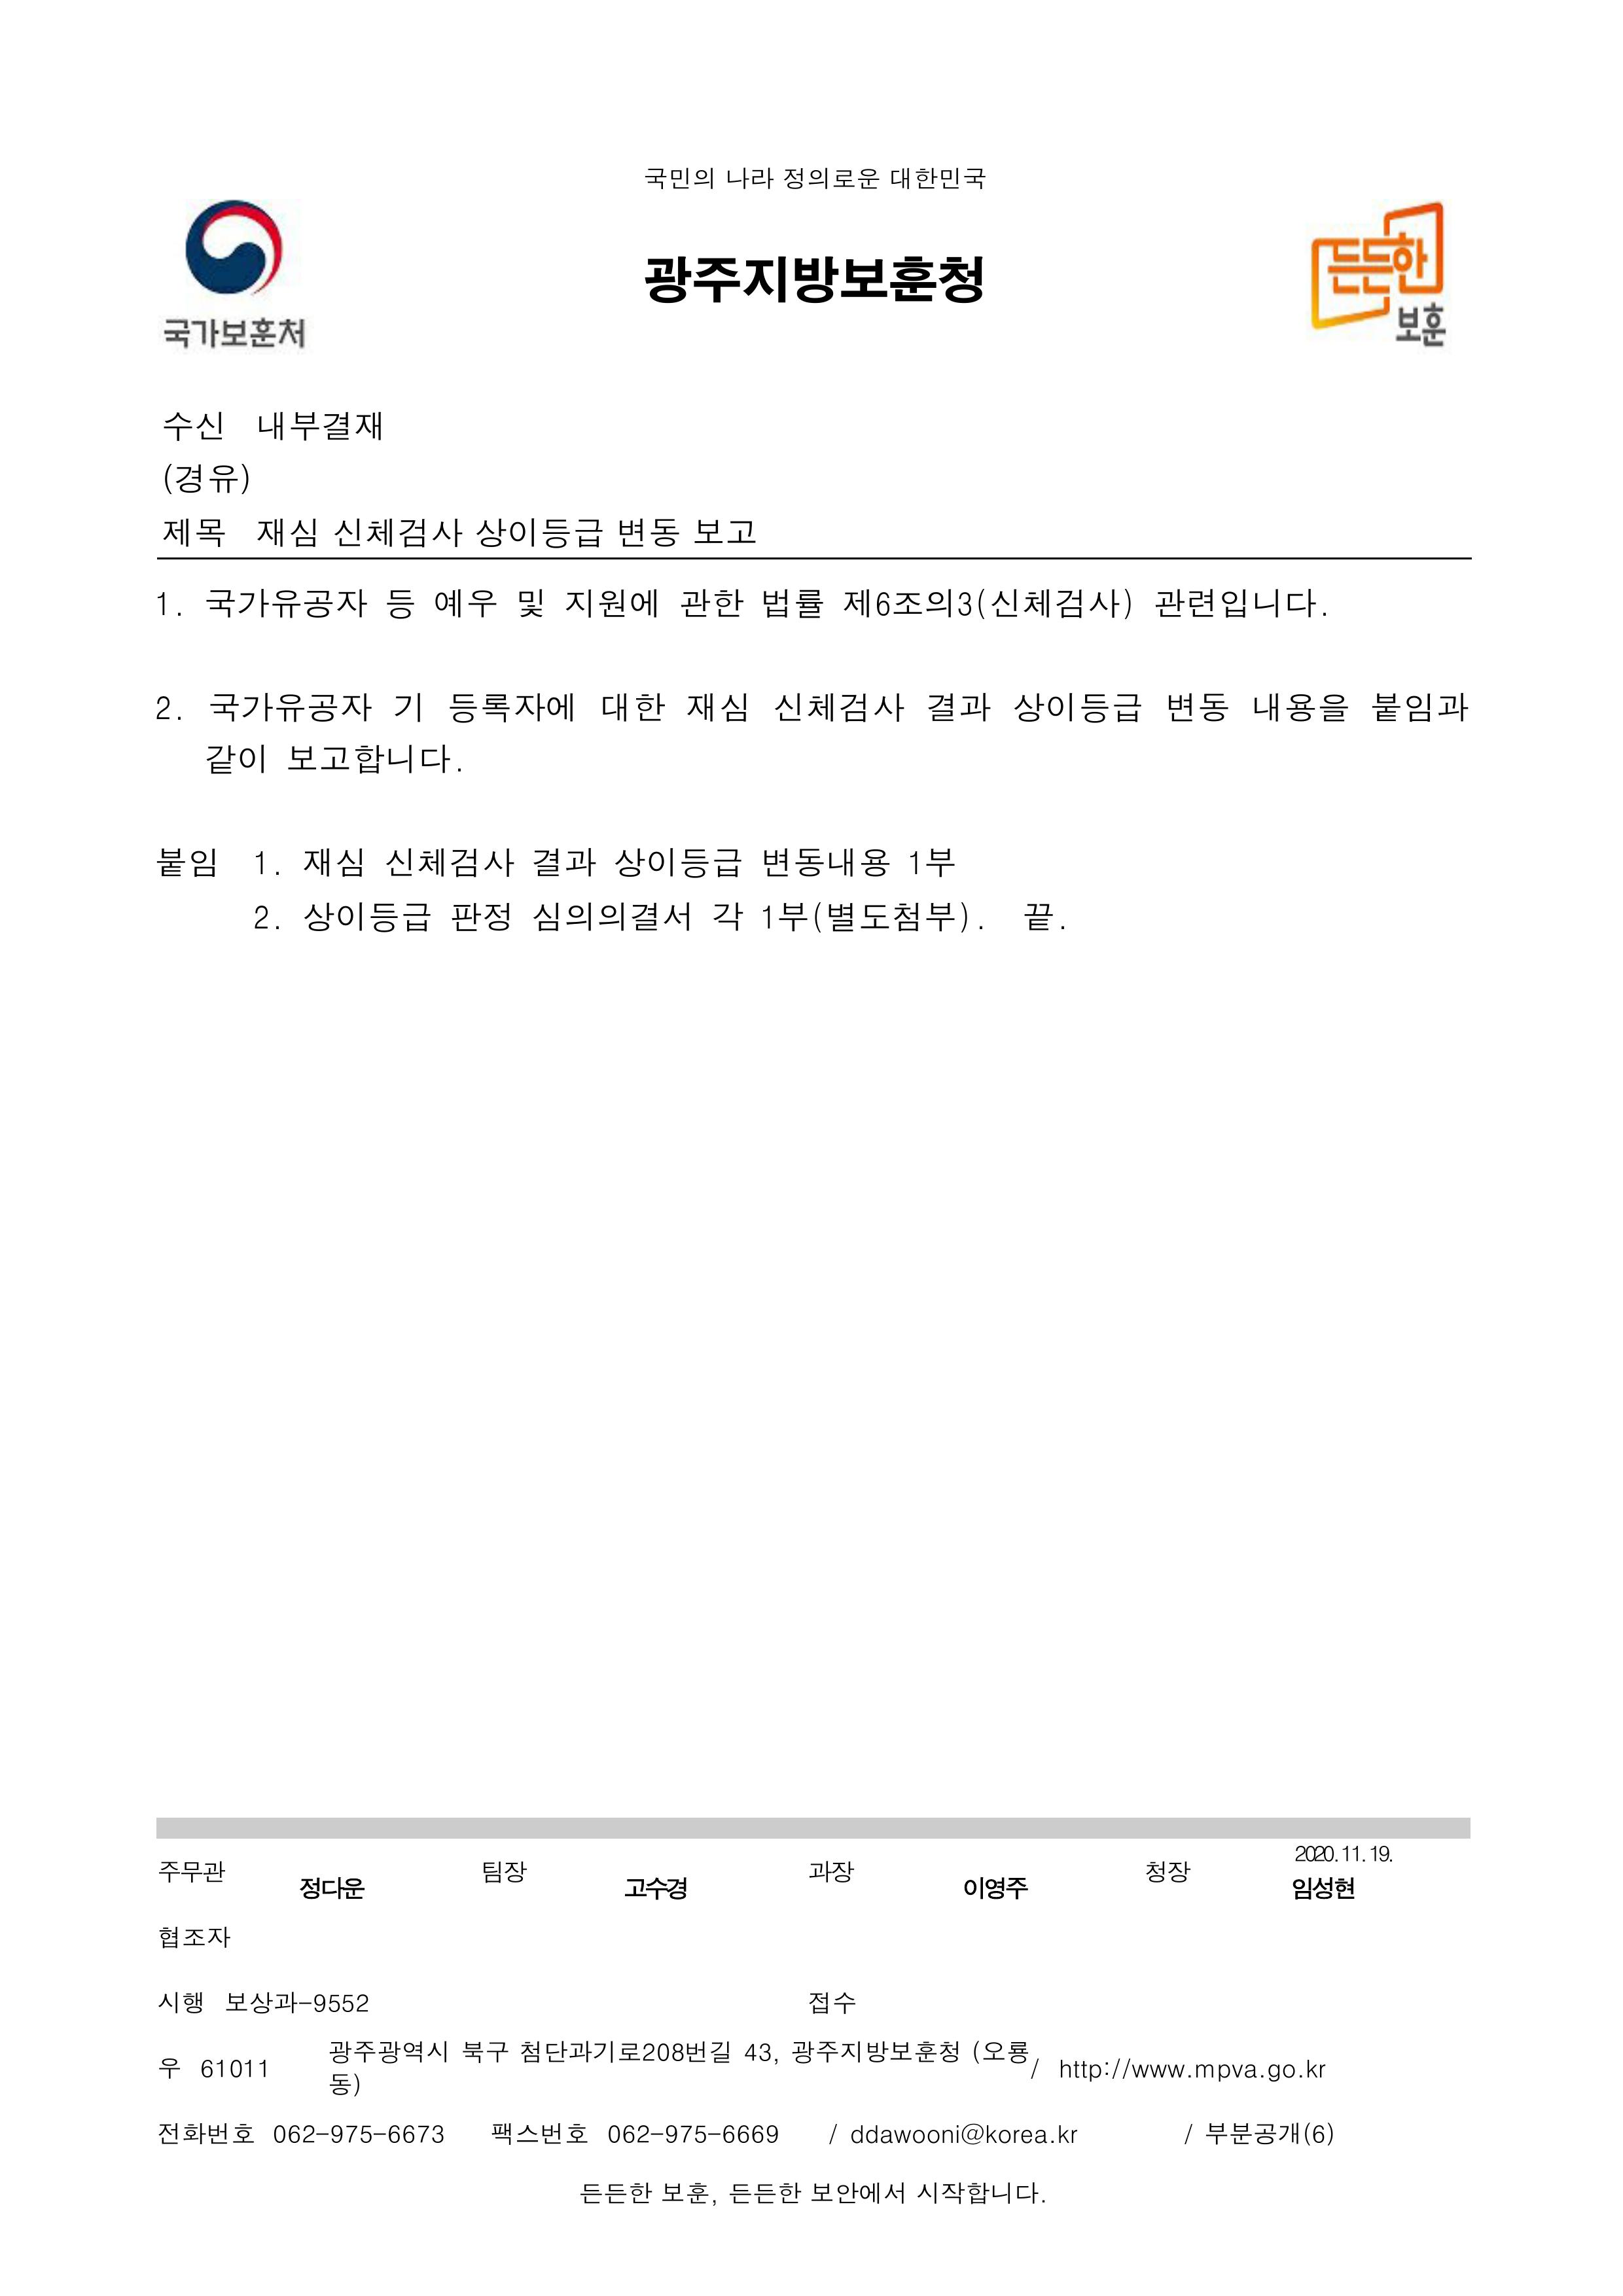 국민의 나라 정의로운 대한민국
국가보훈처
광주지방보훈청
든든한
보훈
수신 내부결재
(경유)
제목 재심 신체검사 상이등급 변동 보고
1. 국가유공자 등 예우 및 지원에 관한 법률 제6조의3(신체검사) 관련입니다.
2. 국가유공자 기 등록자에 대한 재심 신체검사 결과 상이등급 변동 내용을 붙임과
같이 보고합니다.
붙임 1. 재심 신체검사 결과 상이등급 변동내용 1부
2. 상이등급 판정 심의의결서 각 1부(별도첨부). 끝.
2020.11.19.
주무관 정다운 팀장 고수경 과장 이영주 청장 임성현
협조자
시행 보상과-9552 접수
우 61011 광주광역시 북구 첨단과기로208번길 43, 광주지방보훈청 (오룡
동) / http://www.mpva.go.kr
전화번호 062-975-6673 팩스번호 062-975-6669 / ddawooni@korea.kr / 부분공개(6)
든든한 보훈, 든든한 보안에서 시작합니다.